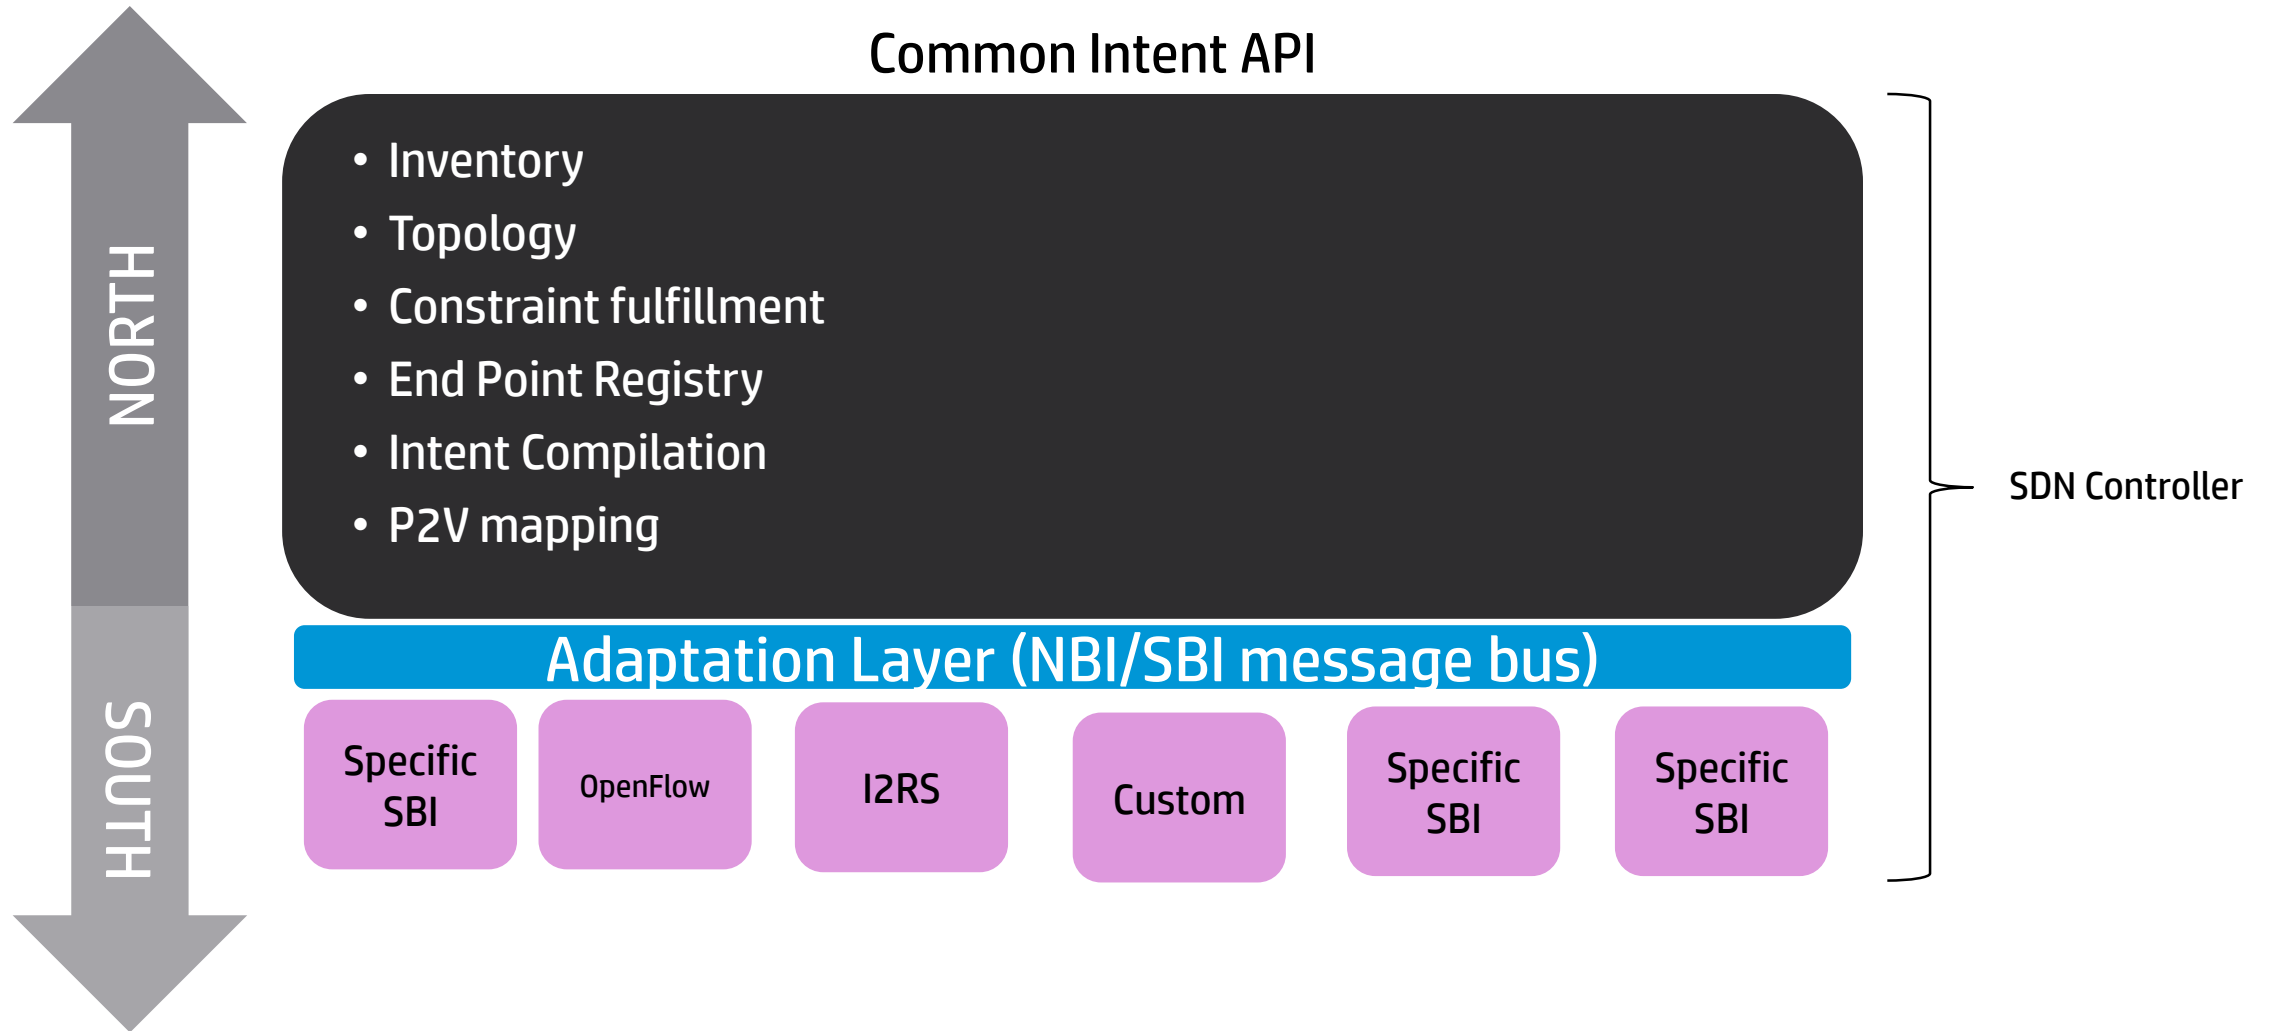 Common Intent API
NORTH
• Inventory
• Topology
• Constraint fulfillment
• End Point Registry
• Intent Compilation
• P2V mapping
SDN Controller
Adaptation Layer (NBI/SBI message bus)
SOUTH
Specific
SBI
OpenFlow
I2RS
Custom
Specific
SBI
Specific
SBI